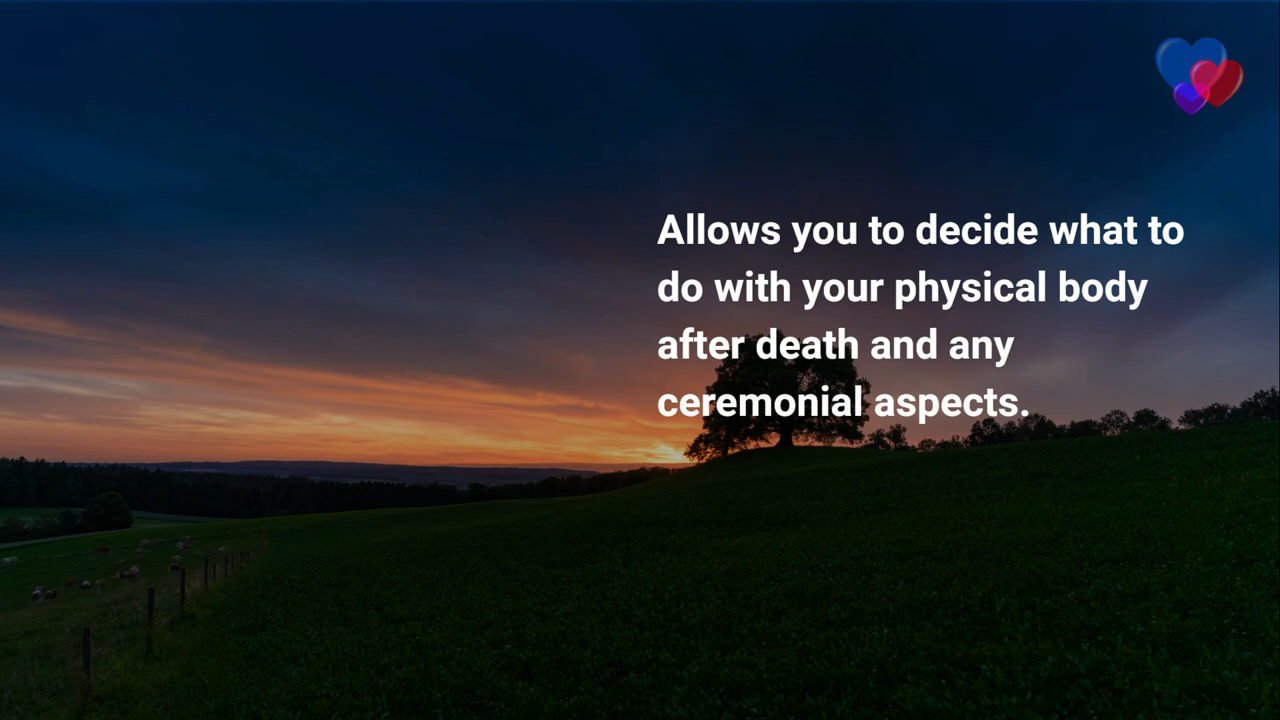 Allows you to decide what to
do with your physical body
after death and any
ceremonial aspects.